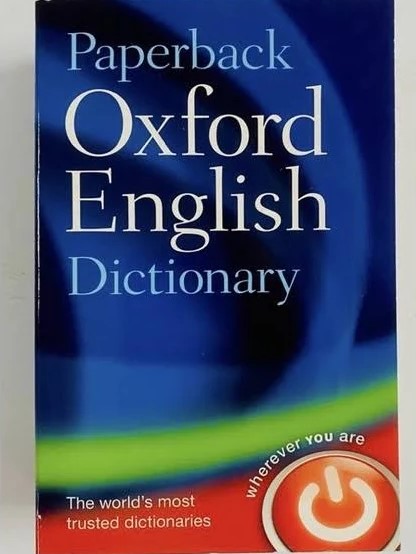 Paperback
Oxford
English
Dictionary
wherever YOU are
The world's most
trusted dictionaries